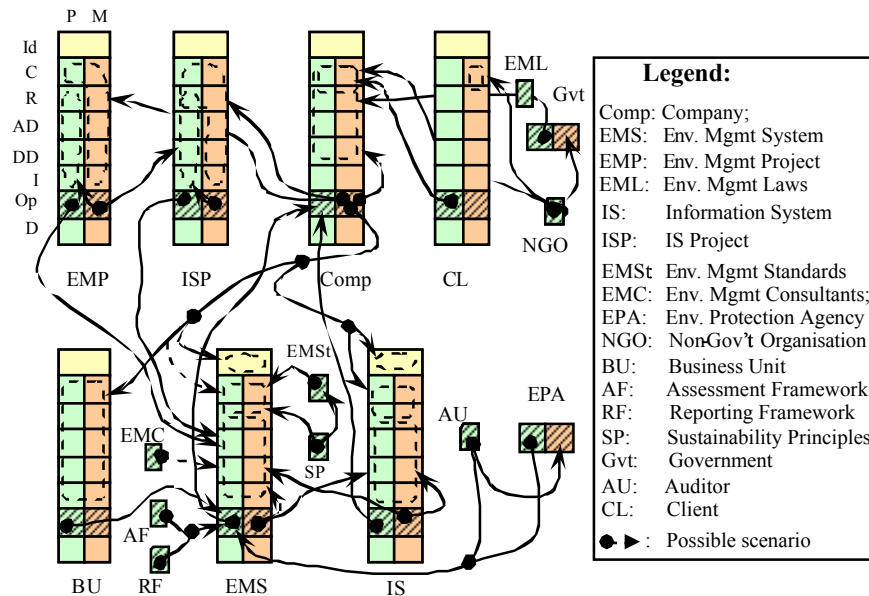 P M
Id
C
R
AD
DD
I
Op
D
EML
Gvt
NGO
EMP
ISP
Comp
CL
EMSt
EMC
SP
AU
EPA
AF
RF
BU
EMS
IS
Legend:
Comp: Company;
EMS: Env. Mgmt System
EMP: Env. Mgmt Project
EML: Env. Mgmt Laws
IS: Information System
ISP: IS Project
EMSt: Env. Mgmt Standards
EMC: Env. Mgmt Consultants;
EPA: Env. Protection Agency
NGO: Non-Gov't Organisation
BU: Business Unit
AF: Assessment Framework
RF: Reporting Framework
SP: Sustainability Principles
Gvt: Government
AU: Auditor
CL: Client
: Possible scenario